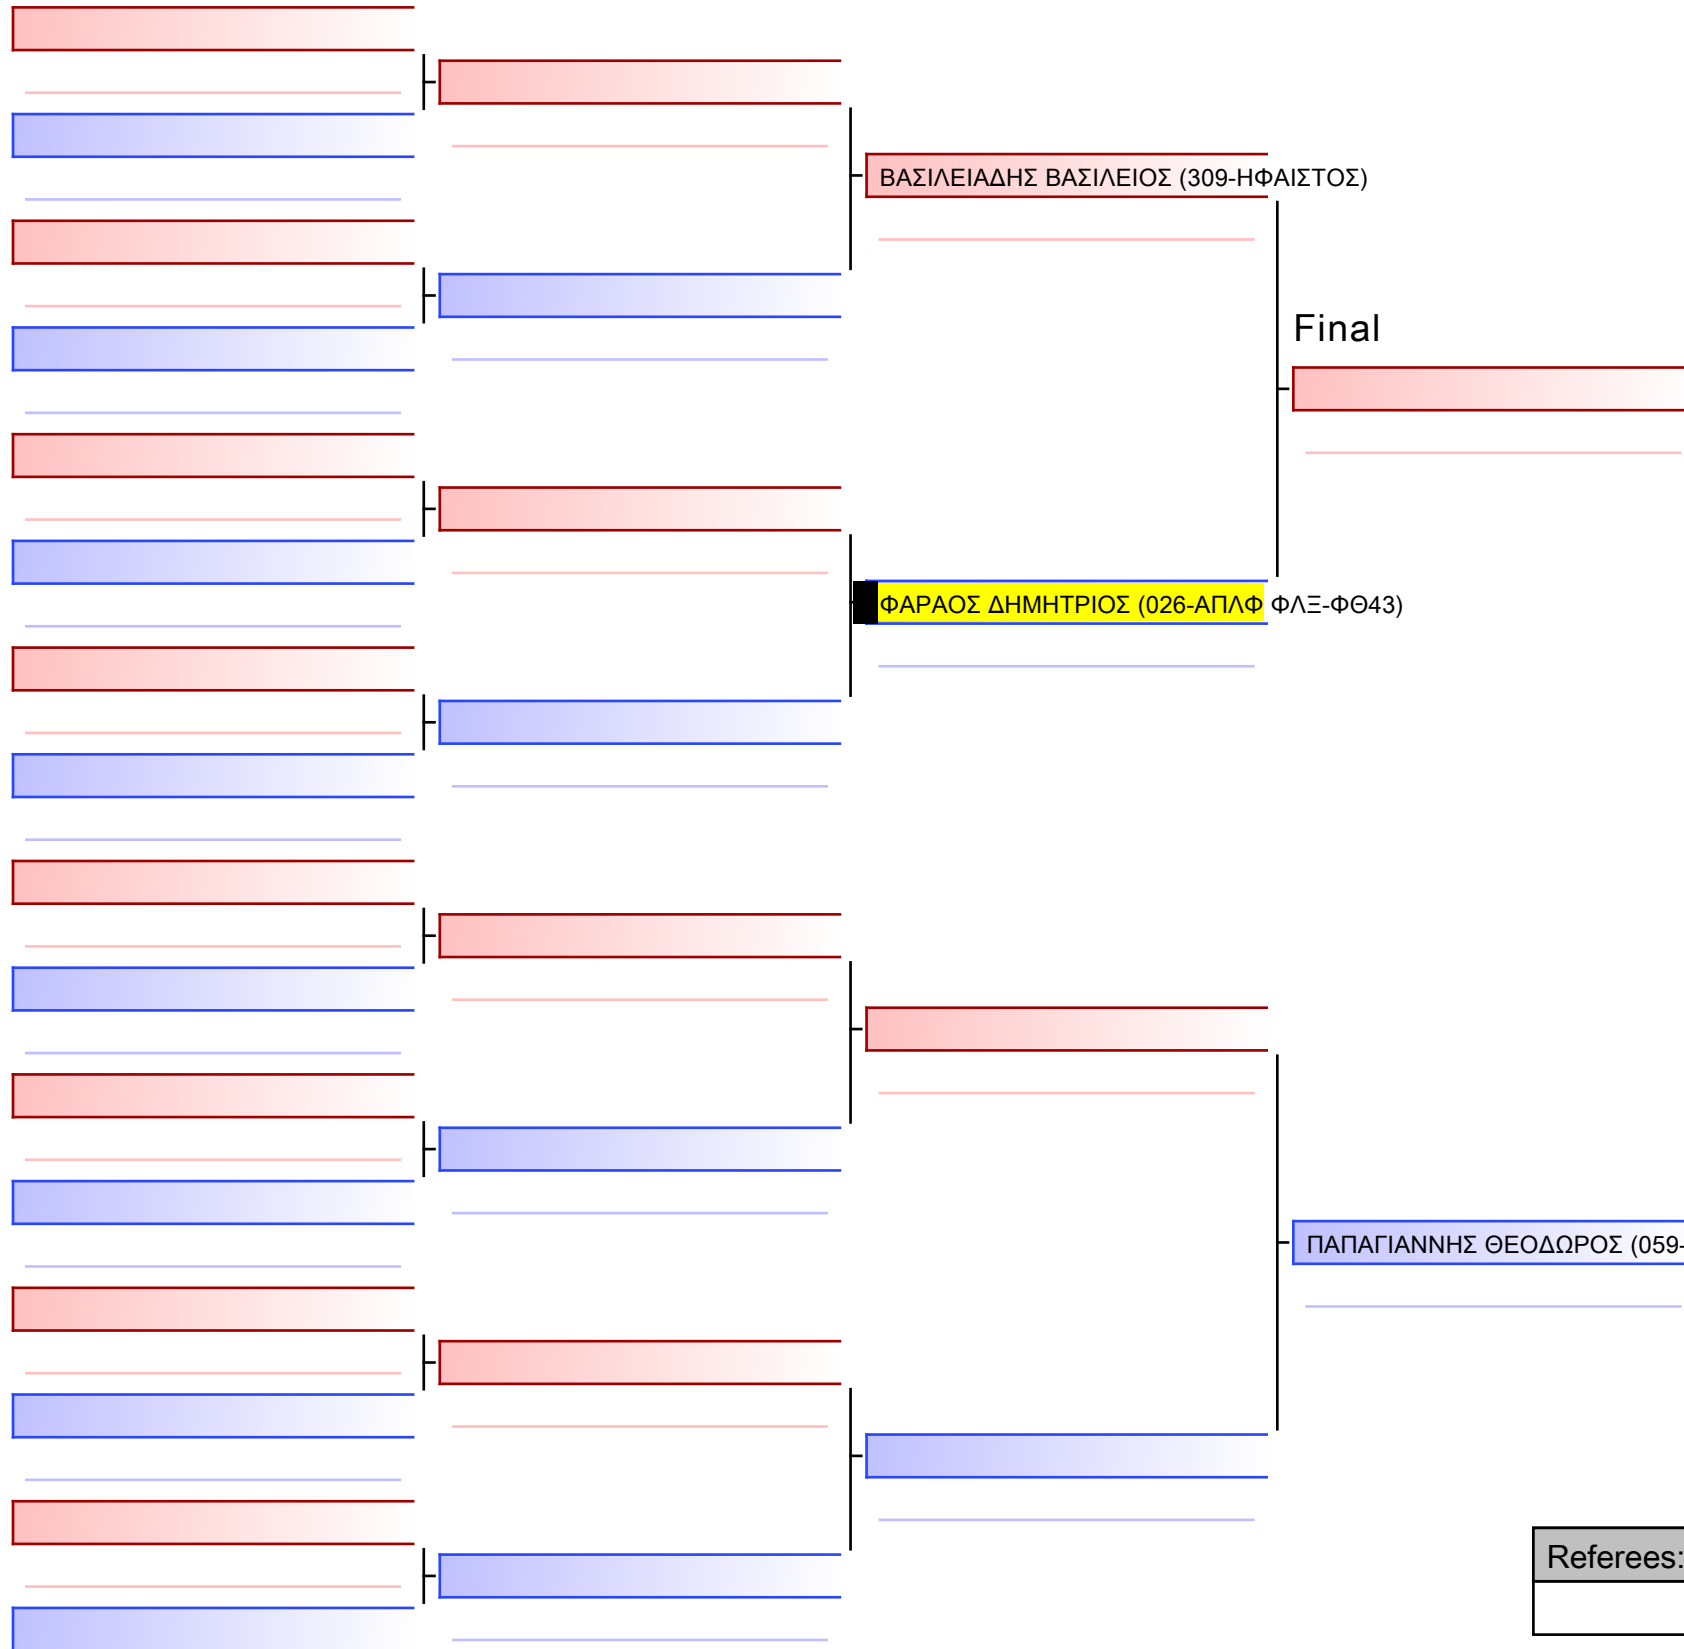 ΒΑΣΙΛΕΙΑΔΗΣ ΒΑΣΙΛΕΙΟΣ (309-ΗΦΑΙΣΤΟΣ)
Final
ΦΑΡΑΟΣ ΔΗΜΗΤΡΙΟΣ (026-ΑΠΛΦ ΦΛΞ-ΦΘ43)
ΠΑΠΑΓΙΑΝΝΗΣ ΘΕΟΔΩΡΟΣ (059-
Referees: